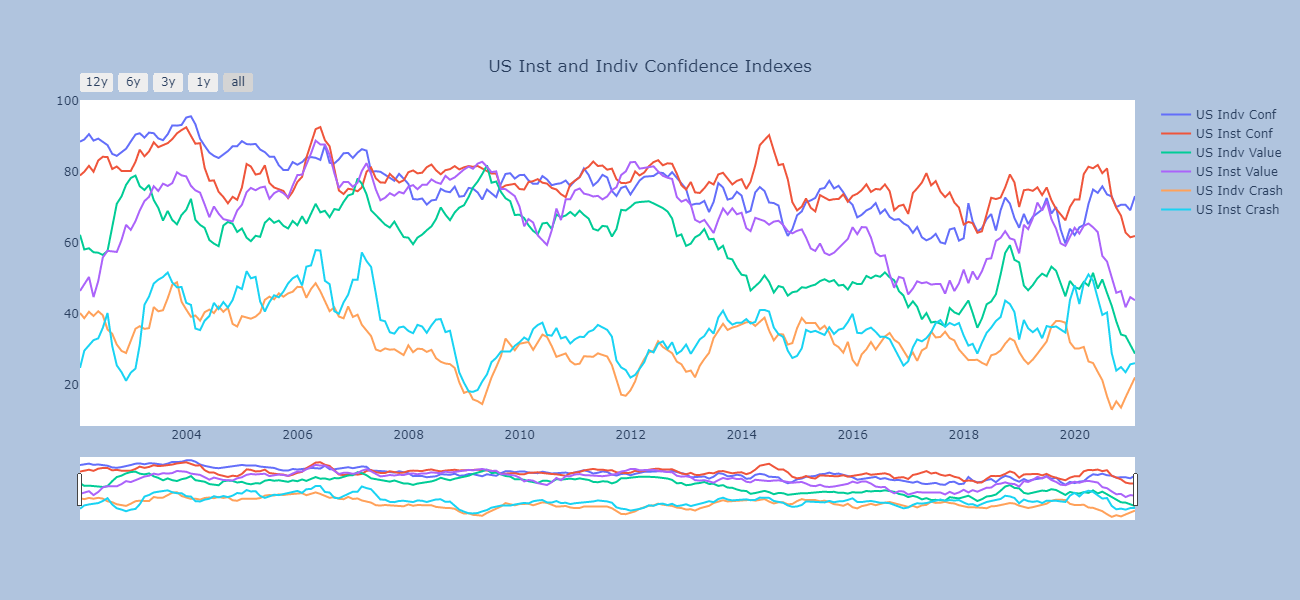 US Inst and Indiv Confidence Indexes
12y 6y 3y 1y all
100
80
60
40
20
2004 2006 2008 2010 2012 2014 2016 2018 2020
US Indv Conf
US Inst Conf
US Indv Value
US Inst Value
US Indv Crash
US Inst Crash